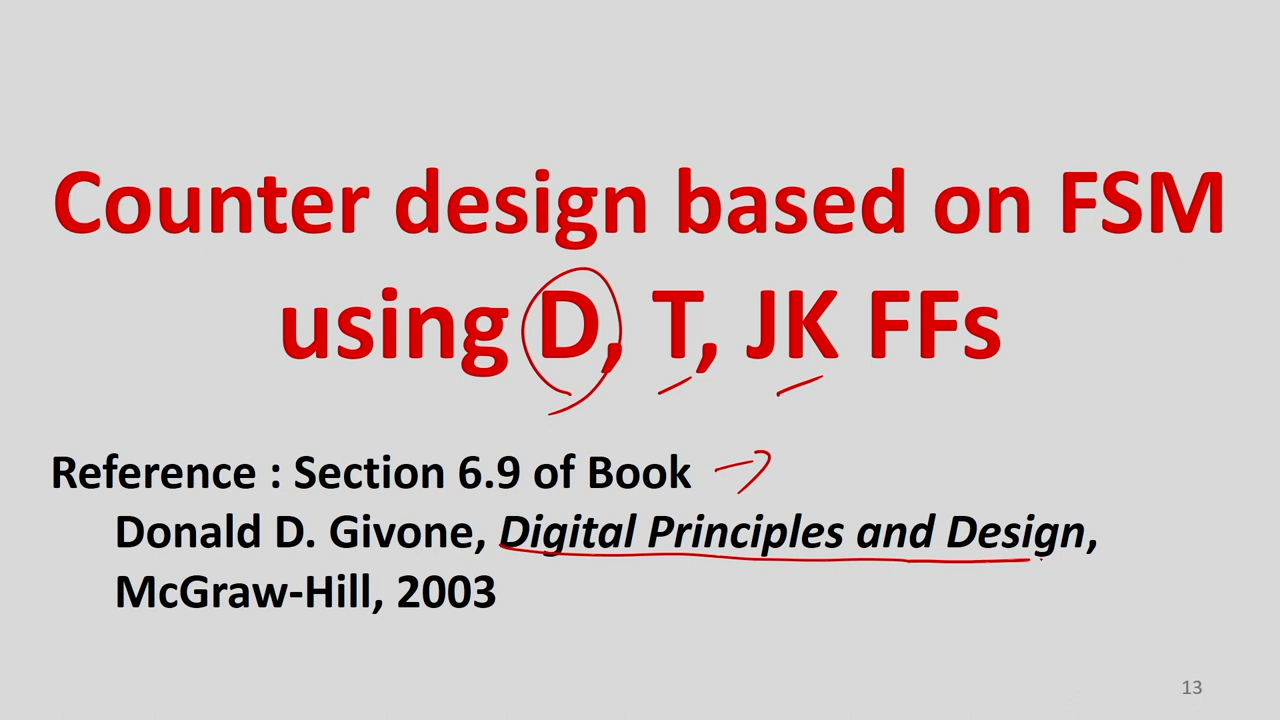 Counter design based on FSM
using D, T, JK FFs
Reference : Section 6.9 of Book
Donald D. Givone, Digital Principles and Design,
McGraw-Hill, 2003
13